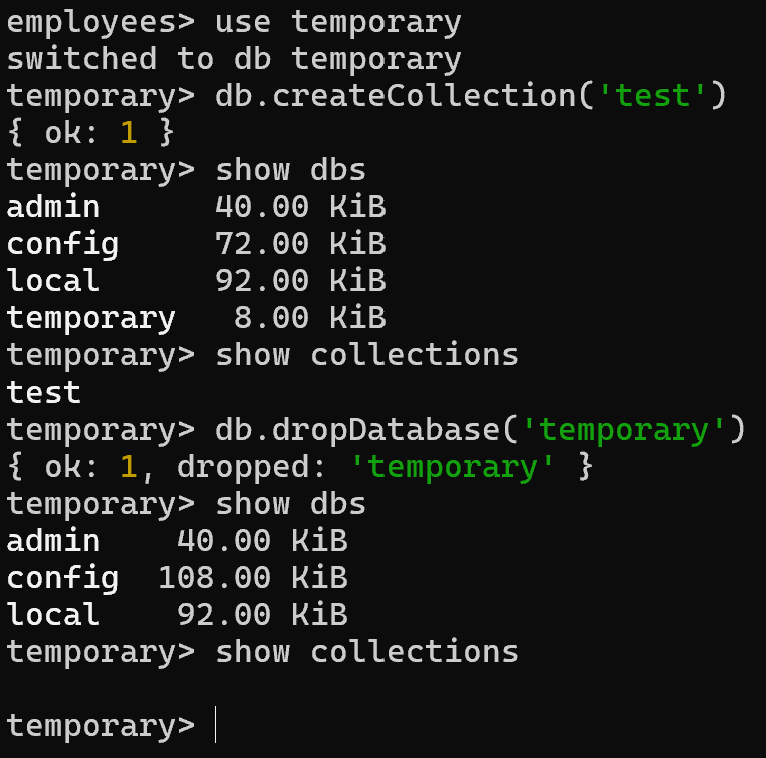 employees> use temporary
switched to db temporary
temporary> db.createCollection('test')
{ ok: 1 }
temporary> show dbs
admin      40.00 KiB
config     72.00 KiB
local      92.00 KiB
temporary   8.00 KiB
temporary> show collections
test
temporary> db.dropDatabase('temporary')
{ ok: 1, dropped: 'temporary' }
temporary> show dbs
admin    40.00 KiB
config  108.00 KiB
local    92.00 KiB
temporary> show collections

temporary>